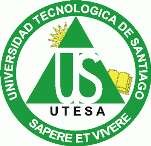 UNIVERSIDAD TECNOLOGICA DE SANTIAGO
US
UTESA
SAPERE ET VIVERE